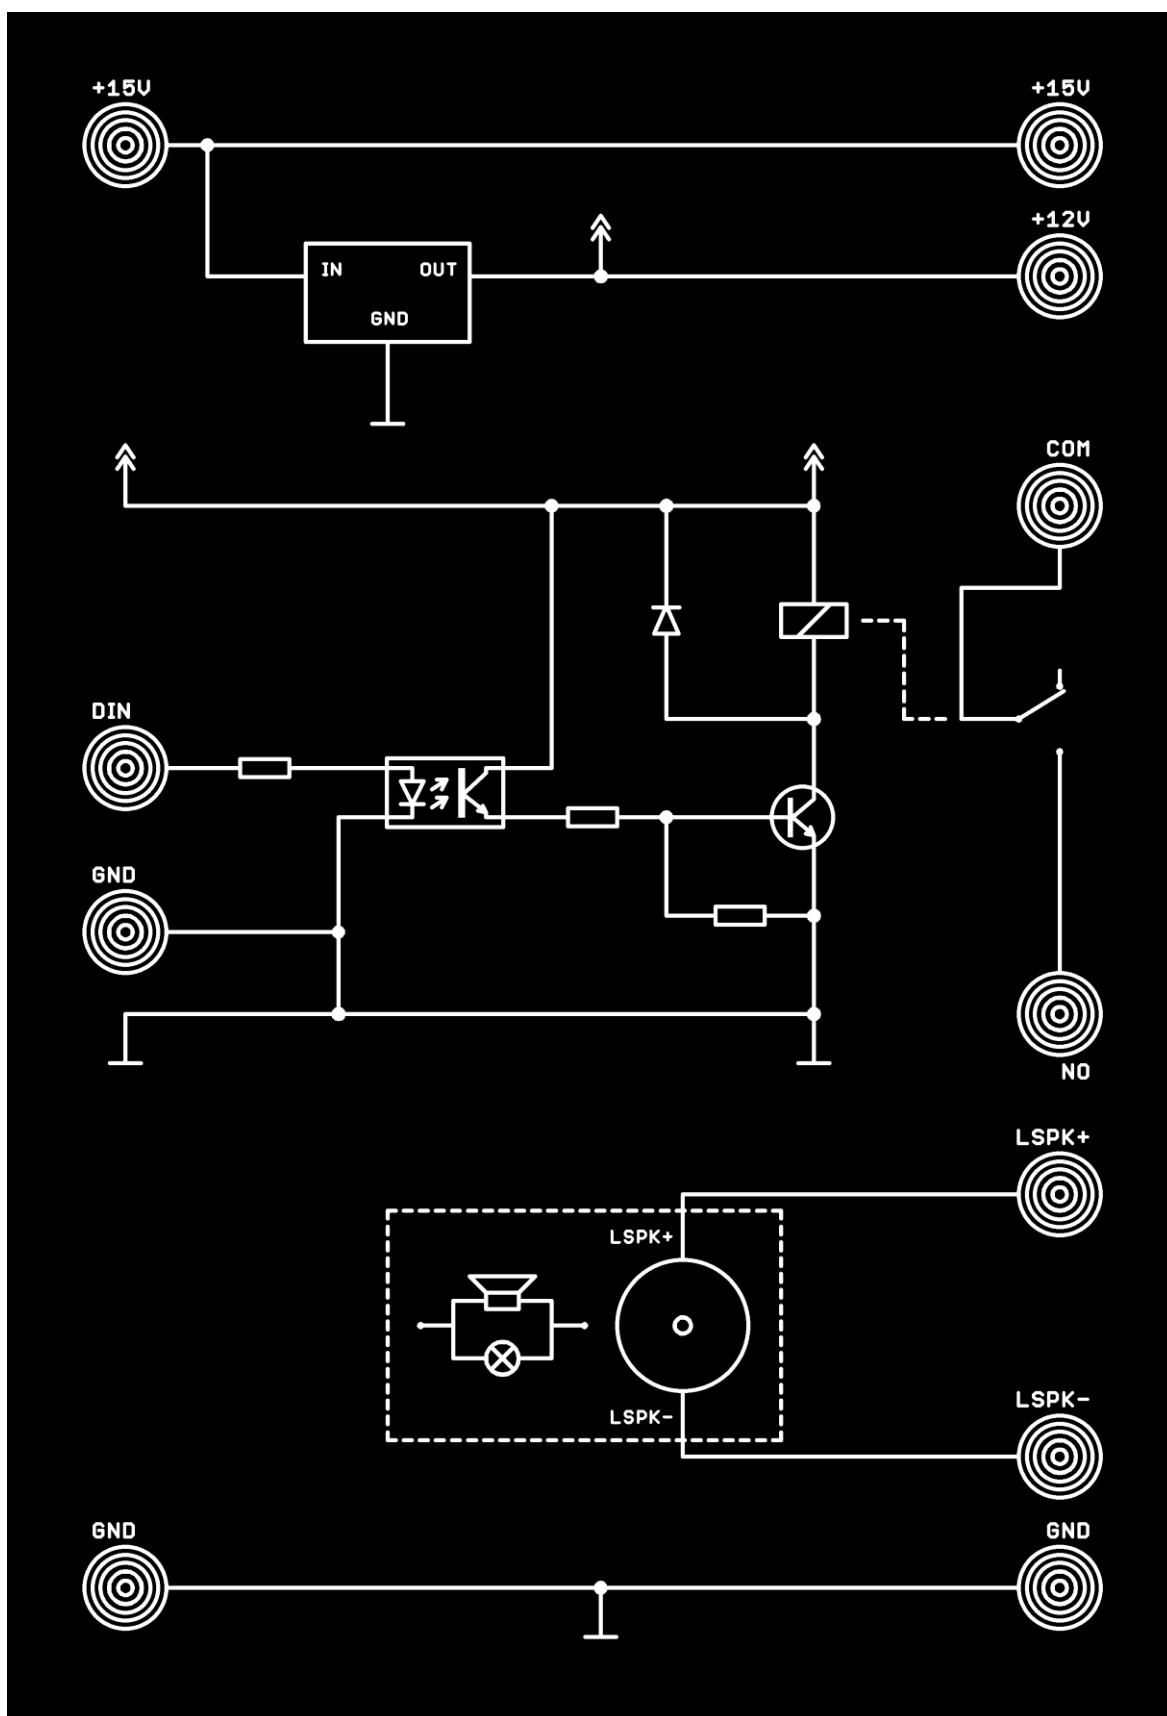 +15V
+15V
+12V
IN
OUT
GND
COM
DIN
GND
NO
LSPK+
LSPK+
LSPK-
LSPK-
GND
GND